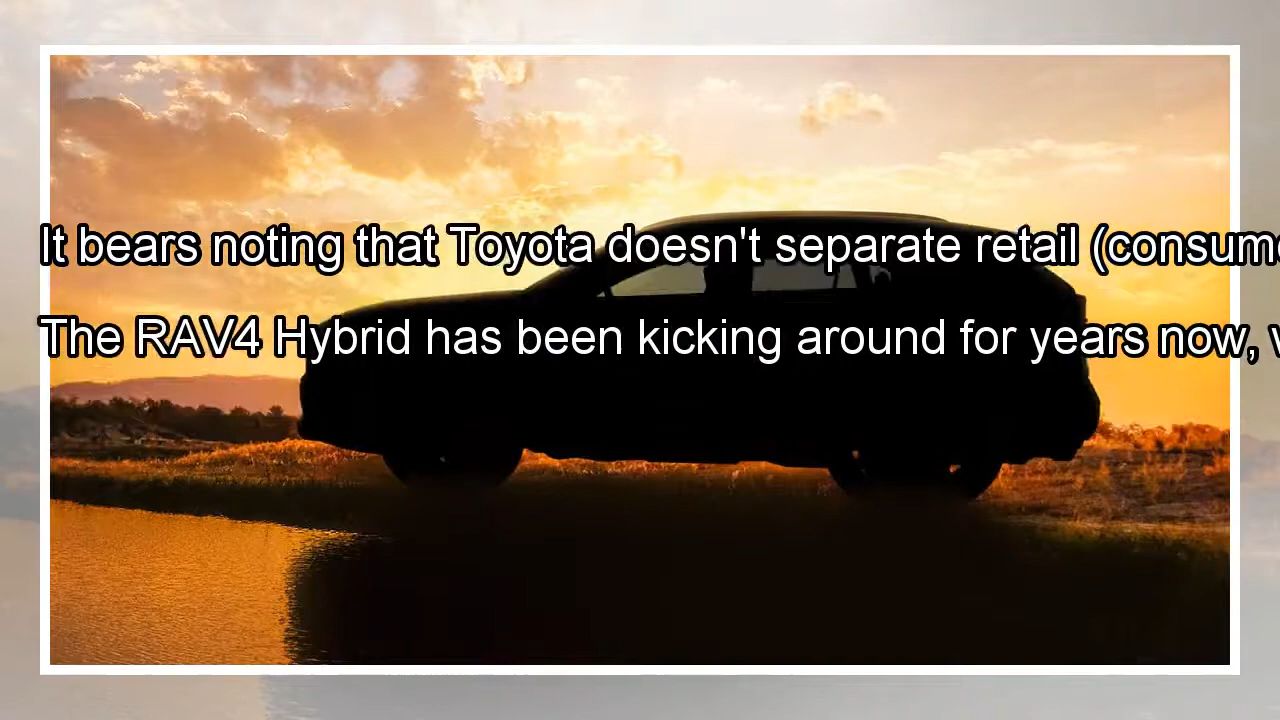 It bears noting that Toyota doesn't separate retail (consum
The RAV4 Hybrid has been kicking around for years now,